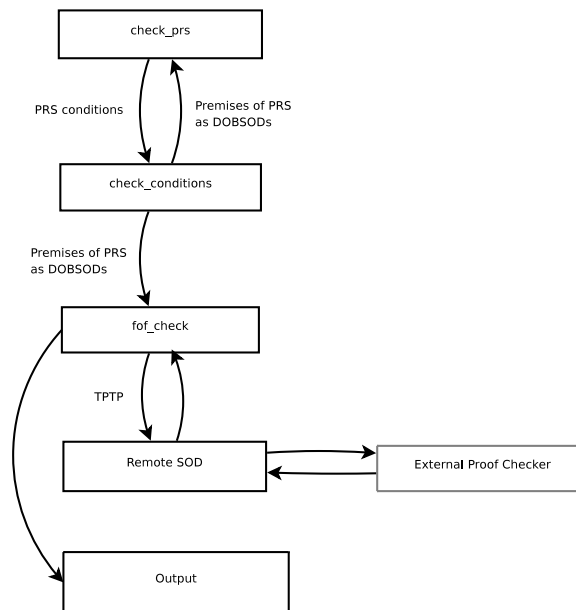 check_prs
PRS conditions
Premises of PRS
as DOBSODs
check_conditions
Premises of PRS
as DOBSODs
fof_check
TPTP
Remote SOD
External Proof Checker
Output